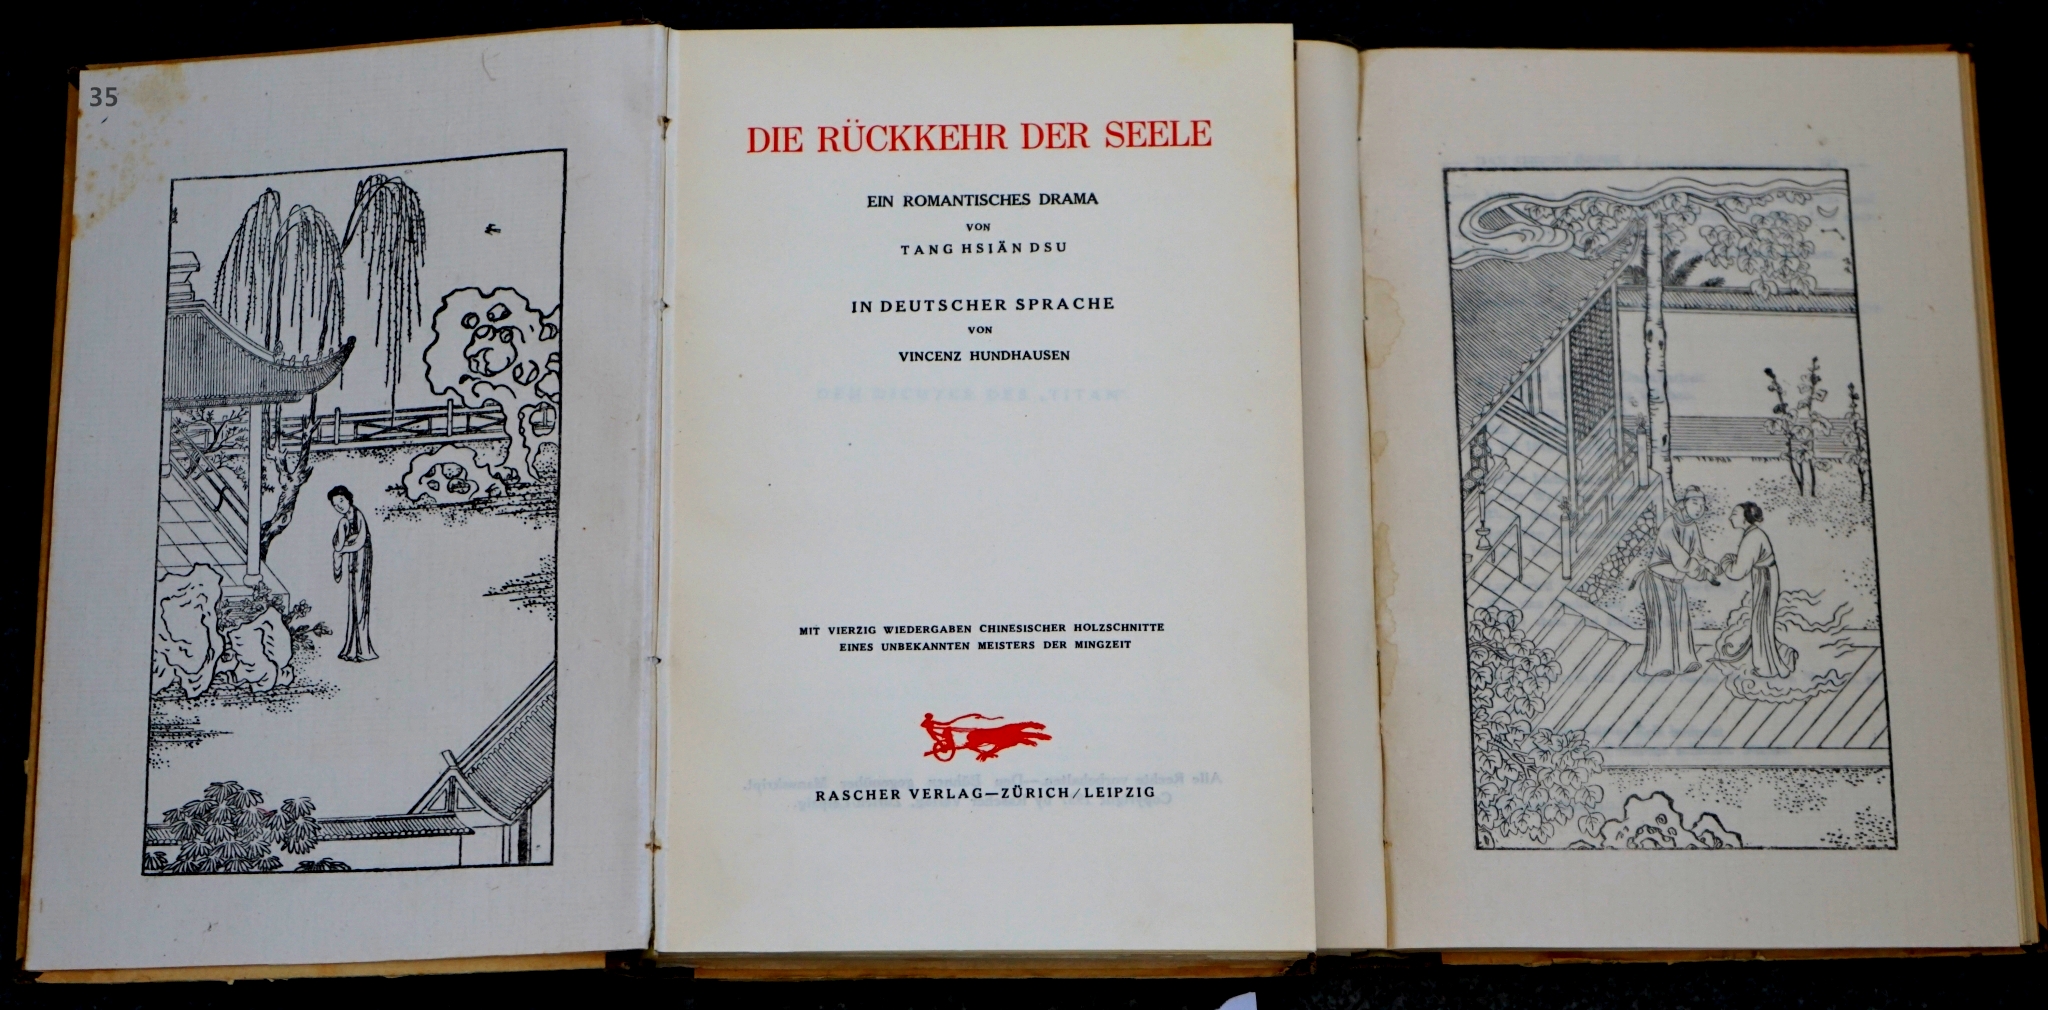 35
DIE RÜCKKEHR DER SEELE
EIN ROMANTISCHES DRAMA
VON
TANG HSIÄN DSU
IN DEUTSCHER SPRACHE
VON
VINCENZ HUNDHAUSEN
MIT VIERZIG WIEDERGABEN CHINESISCHER HOLZSCHNITTE
EINES UNBEKANNTEN MEISTERS DER MINGZEIT
RASCHER VERLAG—ZÜRICH/LEIPZIG